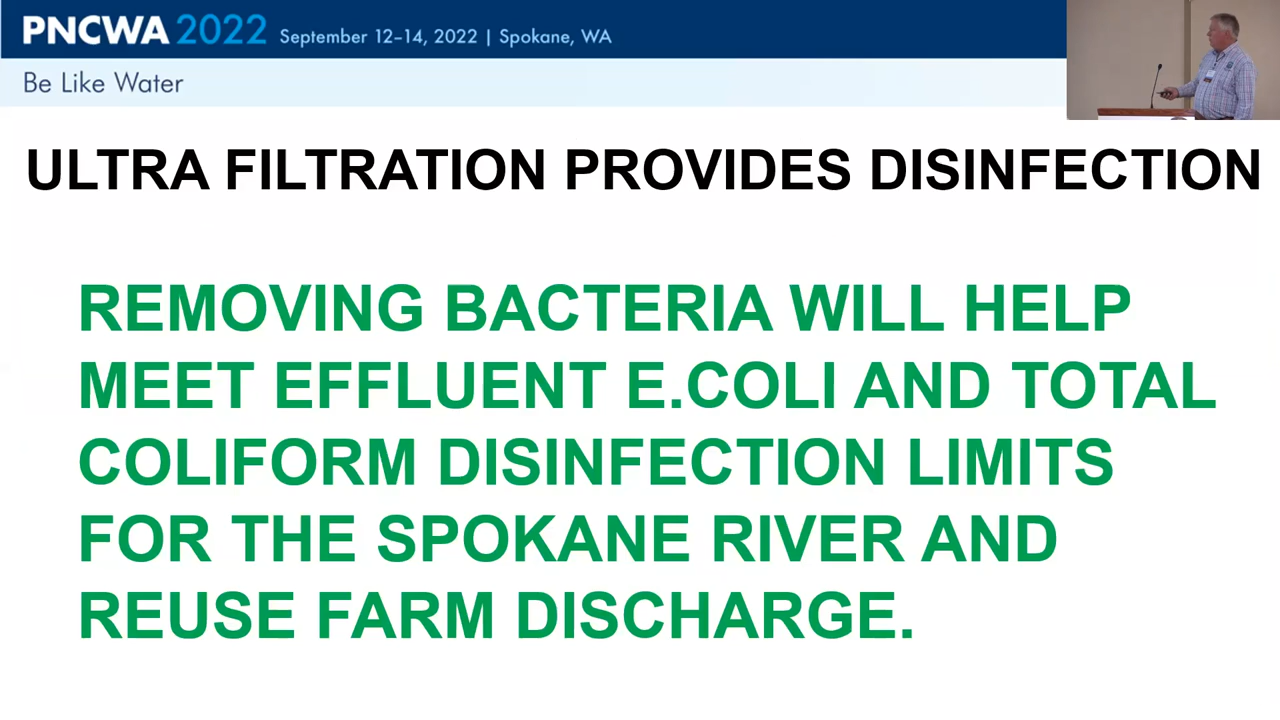 PNCWA 2022 September 12–14, 2022 | Spokane, WA
Be Like Water
ULTRA FILTRATION PROVIDES DISINFECTION
REMOVING BACTERIA WILL HELP
MEET EFFLUENT E.COLI AND TOTAL
COLIFORM DISINFECTION LIMITS
FOR THE SPOKANE RIVER AND
REUSE FARM DISCHARGE.